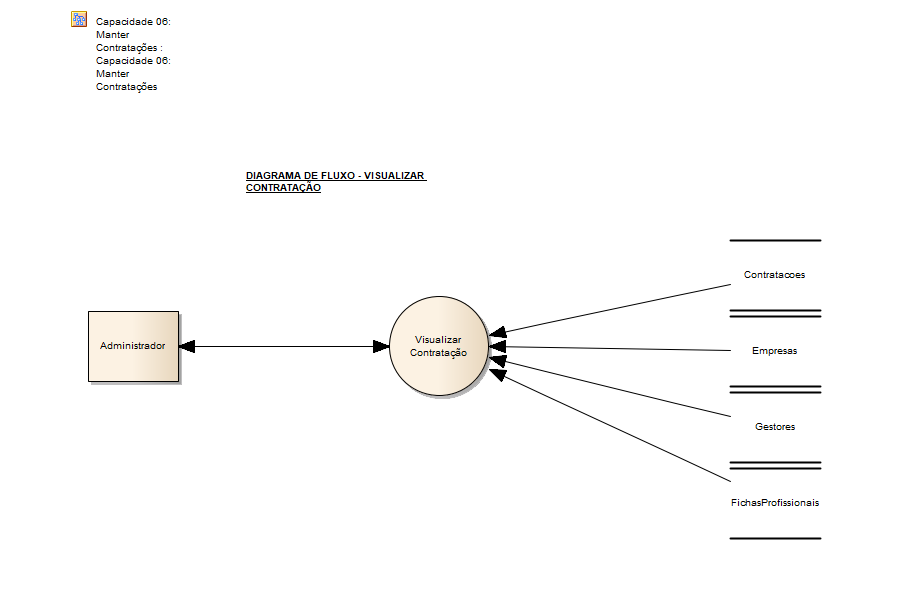 Capacidade 06:
Manter
Contratações :
Capacidade 06:
Manter
Contratações
DIAGRAMA DE FLUXO - VISUALIZAR
CONTRATAÇÃO
Contratacoes
Administrador
Visualizar
Contratação
Empresas
Gestores
FichasProfissionais